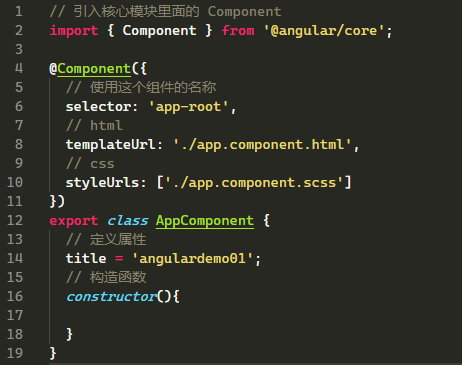 1 // 引入核心模块里面的 Component
2 import { Component } from '@angular/core';
3
4 @Component({
5   // 使用这个组件的名称
6   selector: 'app-root',
7   // html
8   templateUrl: './app.component.html',
9   // css
10   styleUrls: ['./app.component.scss']
11 })
12 export class AppComponent {
13   // 定义属性
14   title = 'angulardemo01';
15   // 构造函数
16   constructor(){
17
18   }
19 }